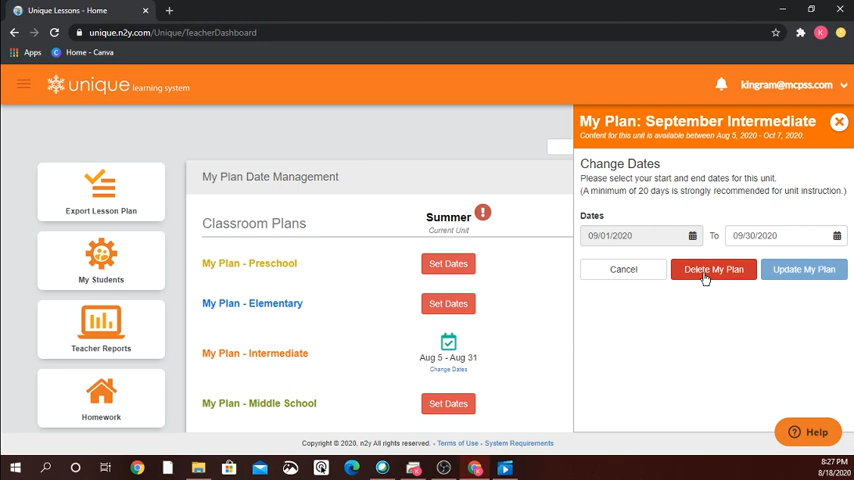 Unique Lessons - Home
unique.n2y.com/Unique/TeacherDashboard
K
Apps
Home - Canva
unique learning system
kingram@mcpss.com
Export Lesson Plan
My Students
Teacher Reports
Homework
My Plan Date Management
Classroom Plans
Summer
Current Unit
My Plan - Preschool
Set Dates
My Plan - Elementary
Set Dates
My Plan - Intermediate
Aug 5 - Aug 31
Change Dates
My Plan - Middle School
Set Dates
My Plan: September Intermediate
Content for this unit is available between Aug 5, 2020 - Oct 7, 2020.
Change Dates
Please select your start and end dates for this unit.
(A minimum of 20 days is strongly recommended for unit instruction.)
Dates
09/01/2020 To 09/30/2020
Cancel Delete My Plan Update My Plan
Help
Copyright © 2020, n2y All rights reserved. - Terms of Use - System Requirements
8:27 PM
8/18/2020